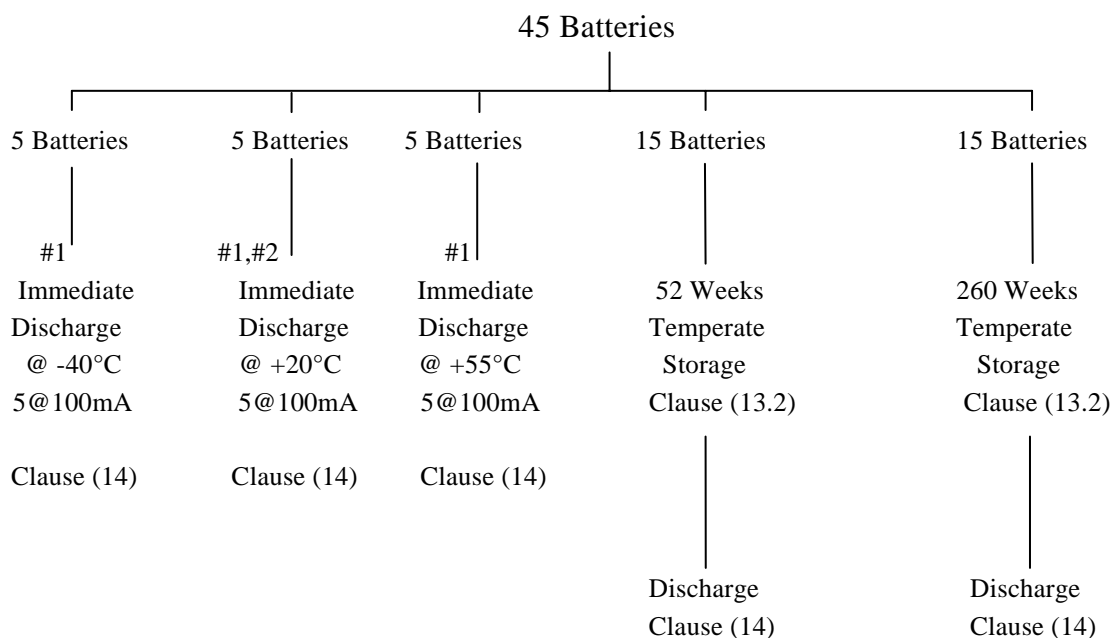 45 Batteries
5 Batteries
5 Batteries
5 Batteries
15 Batteries
15 Batteries
#1
Immediate
Discharge
@ -40°C
5@100mA
Clause (14)
#1,#2
Immediate
Discharge
@ +20°C
5@100mA
Clause (14)
#1
Immediate
Discharge
@ +55°C
5@100mA
Clause (14)
52 Weeks
Temperate
Storage
Clause (13.2)
Discharge
Clause (14)
260 Weeks
Temperate
Storage
Clause (13.2)
Discharge
Clause (14)